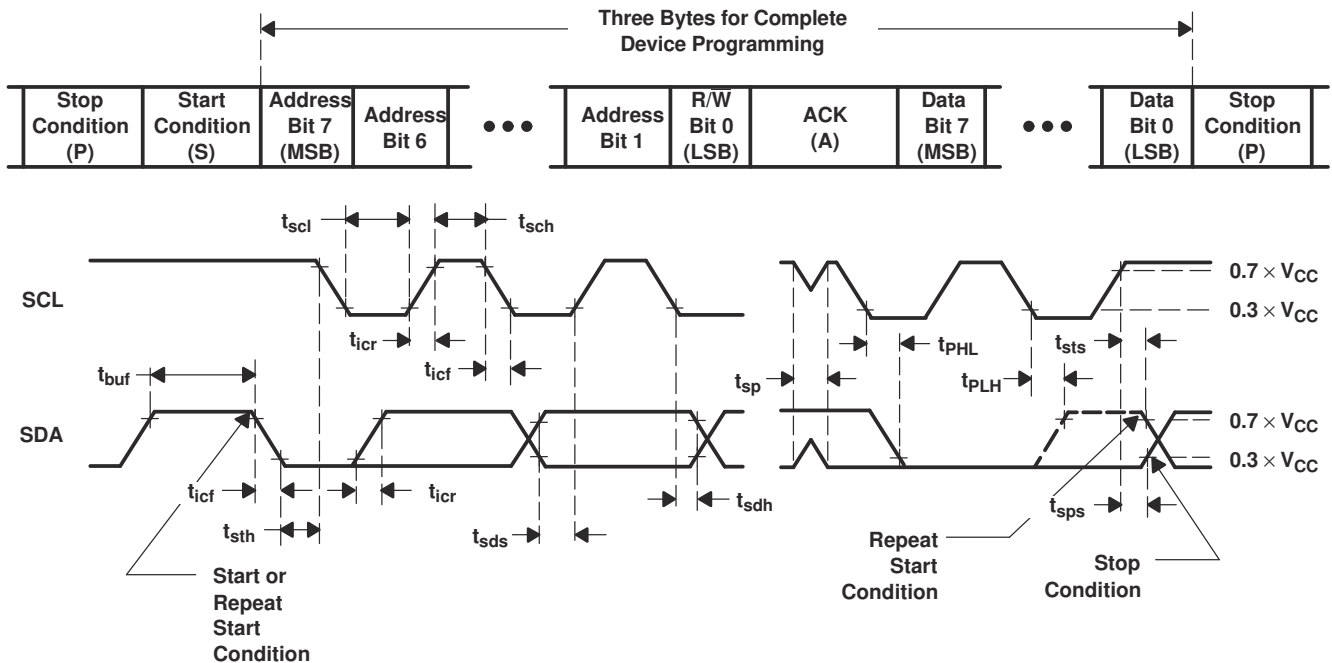 Three Bytes for Complete
Device Programming
Stop
Condition
(P)
Start
Condition
(S)
Address
Bit 7
(MSB)
Address
Bit 6
•••
Address
Bit 1
R/W̅
Bit 0
(LSB)
ACK
(A)
Data
Bit 7
(MSB)
•••
Data
Bit 0
(LSB)
Stop
Condition
(P)
tscl
tsch
SCL
0.7 × VCC
0.3 × VCC
ticr
ticf
tPHL
tsts
tbuf
tsp
tPLH
SDA
0.7 × VCC
0.3 × VCC
ticf
ticr
tsdh
tsps
tsth
tsds
Start or
Repeat
Start
Condition
Repeat
Start
Condition
Stop
Condition